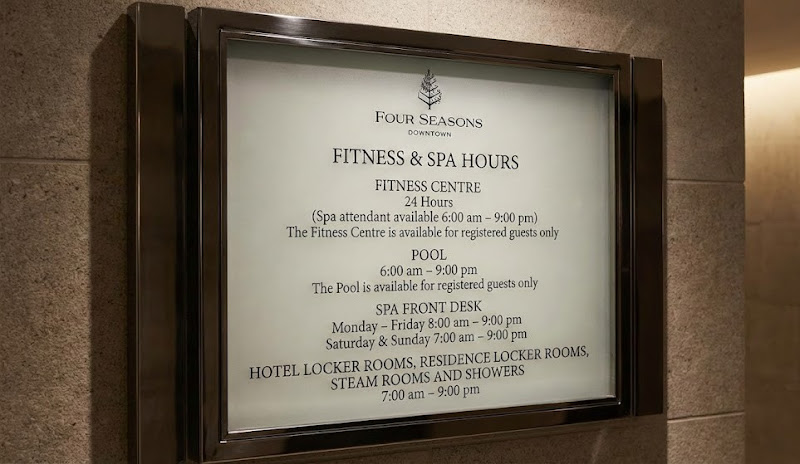 FOUR SEASONS
DOWNTOWN
FITNESS & SPA HOURS
FITNESS CENTRE
24 Hours
(Spa attendant available 6:00 am – 9:00 pm)
The Fitness Centre is available for registered guests only
POOL
6:00 am – 9:00 pm
The Pool is available for registered guests only
SPA FRONT DESK
Monday – Friday 8:00 am – 9:00 pm
Saturday & Sunday 7:00 am – 9:00 pm
HOTEL LOCKER ROOMS, RESIDENCE LOCKER ROOMS,
STEAM ROOMS AND SHOWERS
7:00 am – 9:00 pm